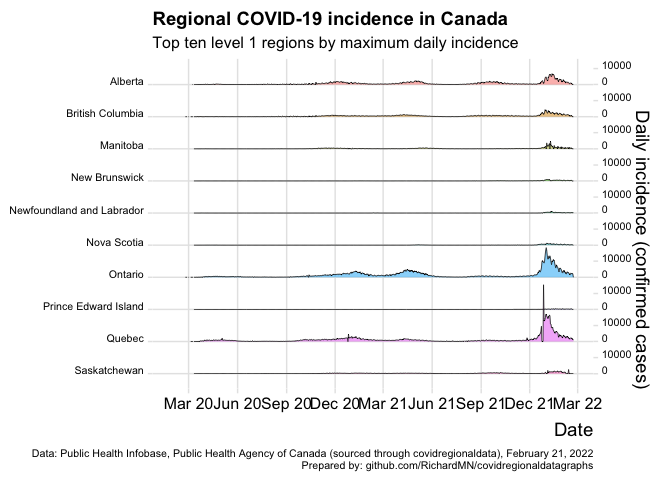 Regional COVID-19 incidence in Canada
Top ten level 1 regions by maximum daily incidence
Alberta
10000
0
British Columbia
10000
0
Manitoba
10000
0
New Brunswick
10000
0
Newfoundland and Labrador
10000
0
Nova Scotia
10000
0
Ontario
10000
0
Prince Edward Island
10000
0
Quebec
10000
0
Saskatchewan
10000
0
Daily incidence (confirmed cases)
Mar 20 Jun 20 Sep 20 Dec 20 Mar 21 Jun 21 Sep 21 Dec 21 Mar 22
Date
Data: Public Health Infobase, Public Health Agency of Canada (sourced through covidregionaldata), February 21, 2022
Prepared by: github.com/RichardMN/covidregionaldatagraphs